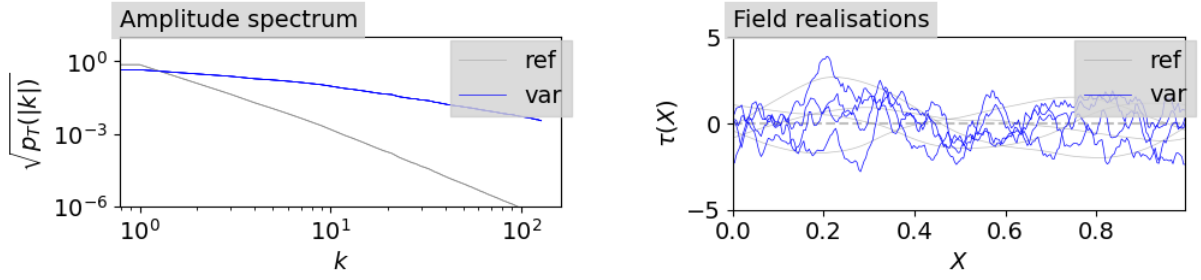 Amplitude spectrum
√p_T(|k|)
10^0
10^-3
10^-6
ref
var
10^0
10^1
10^2
k
Field realisations
τ(X)
5
0
−5
ref
var
0.0
0.2
0.4
0.6
0.8
X